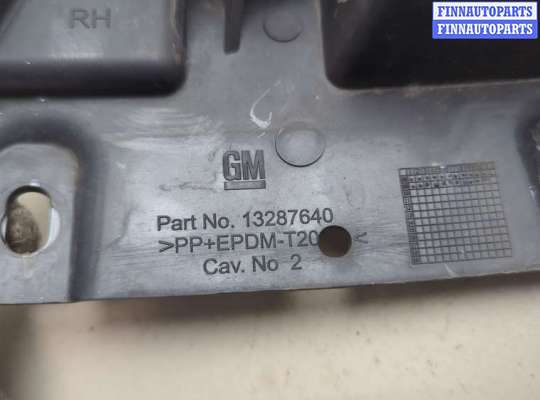 FINNAUTOPARTS
FINNAUTOPARTS
RH
GM
Part No. 13287640
>PP+EPDM-T20 <
Cav. No 2